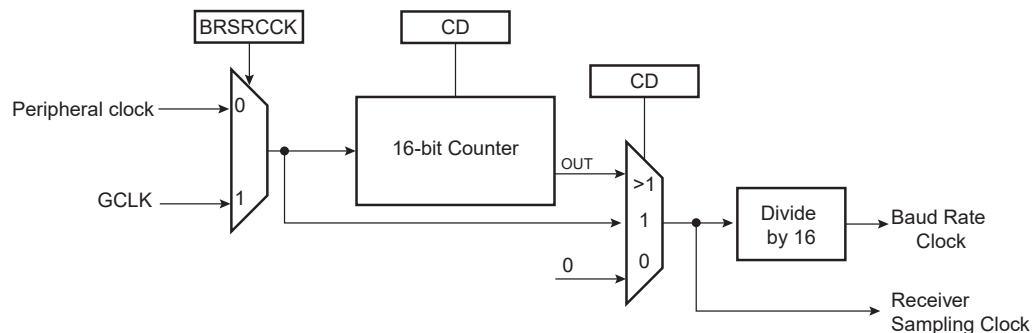 BRSRCCK
CD
CD
Peripheral clock
0
16-bit Counter
OUT
>1
GCLK
1
1
Divide
by 16
Baud Rate
Clock
0
0
Receiver
Sampling Clock